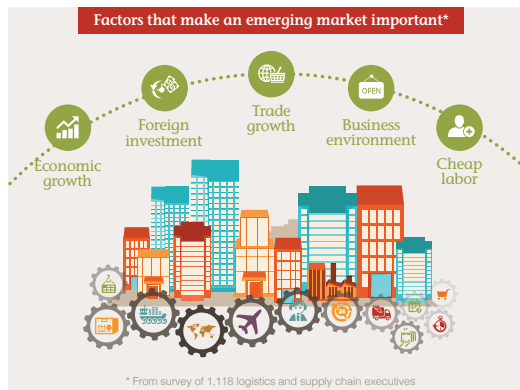 Factors that make an emerging market important*
Economic
growth
Foreign
investment
Trade
growth
Business
environment
OPEN
Cheap
labor
* From survey of 1,118 logistics and supply chain executives